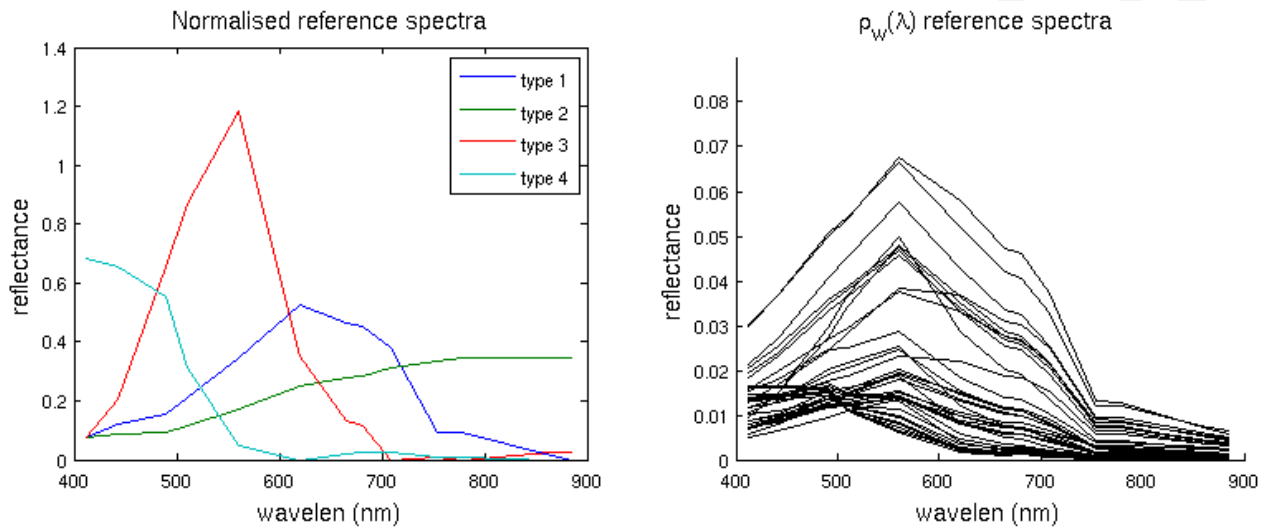 Normalised reference spectra
1.4
1.2
1
0.8
0.6
0.4
0.2
0
reflectance
type 1
type 2
type 3
type 4
400 500 600 700 800 900
wavelen (nm)
ρw(λ) reference spectra
0.08
0.07
0.06
0.05
0.04
0.03
0.02
0.01
0
reflectance
400 500 600 700 800 900
wavelen (nm)